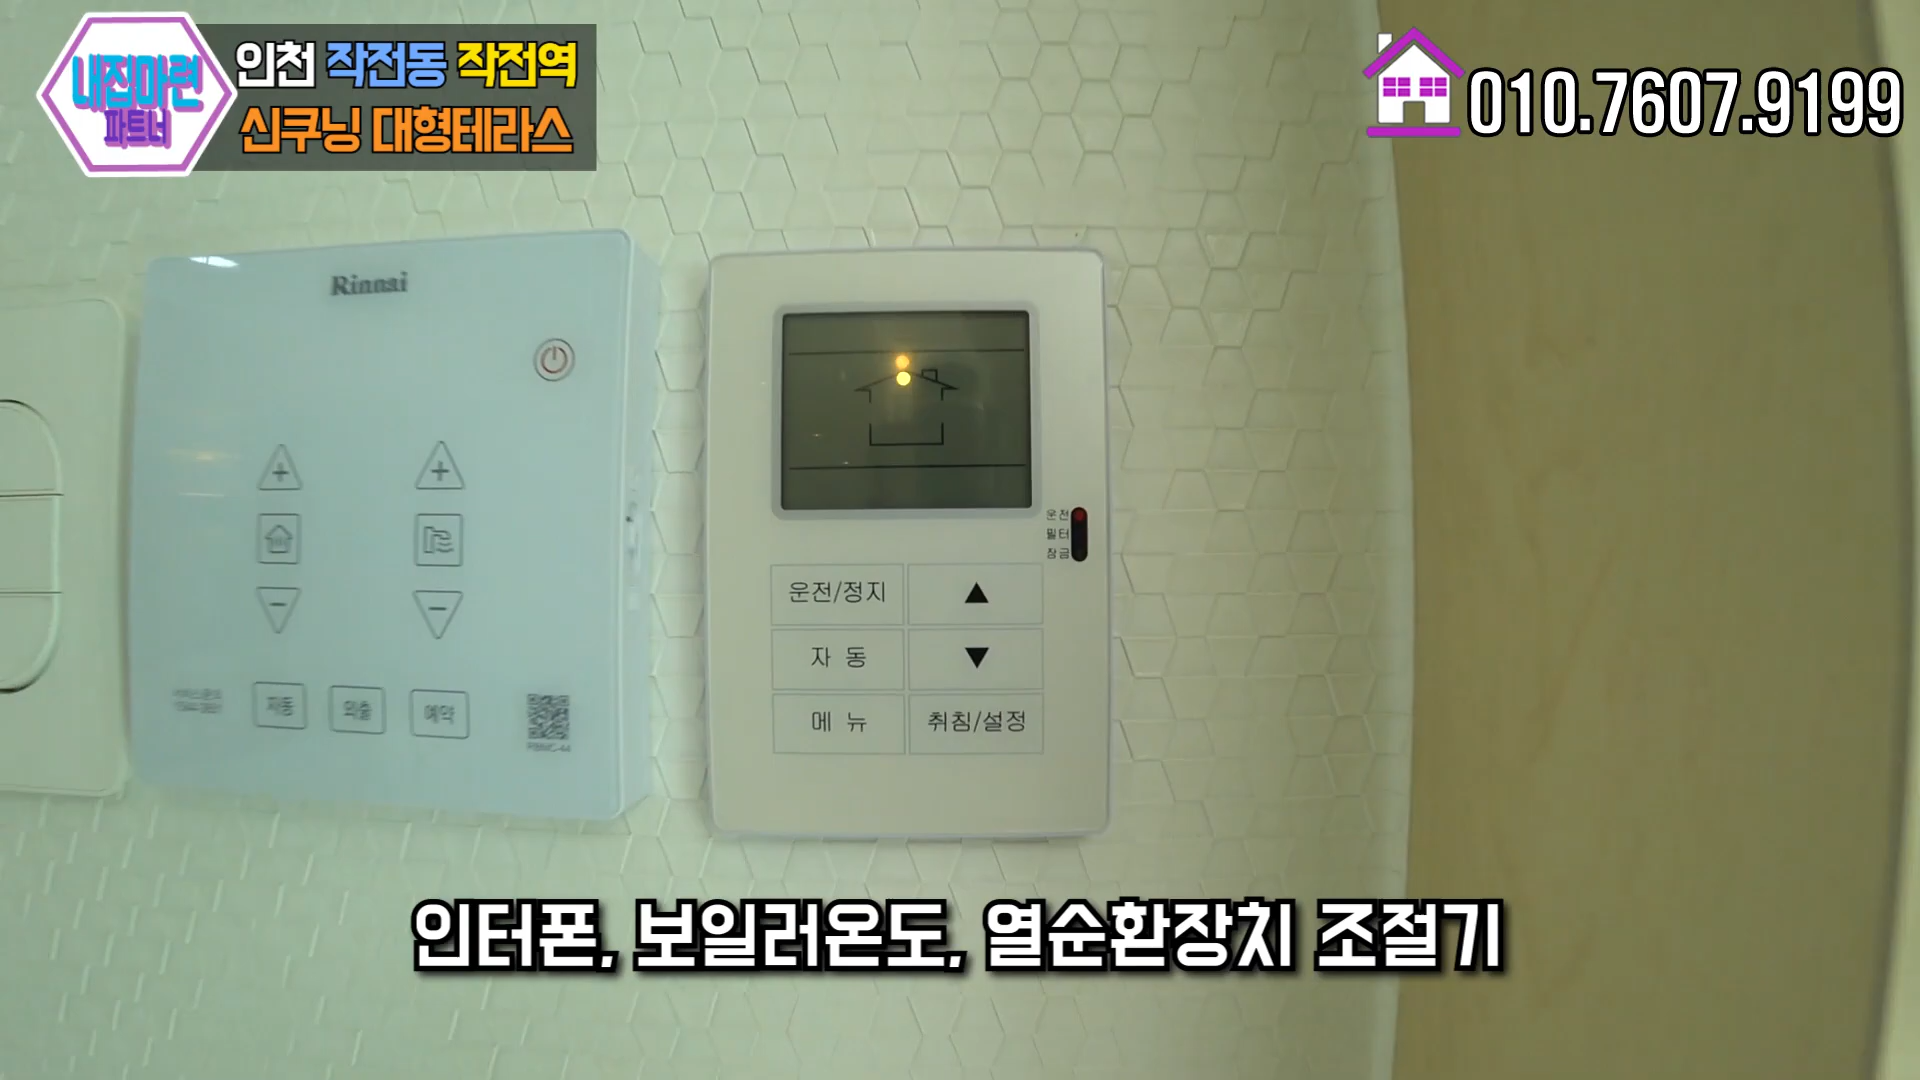 내집마련
파트너
인천 작전동 작전역
신쿠닝 대형테라스
010.7607.9199
Rinnai
운전
필터
잠금
운전/정지
자 동
메 뉴
취침/설정
외출
예약
인터폰, 보일러온도, 열순환장치 조절기